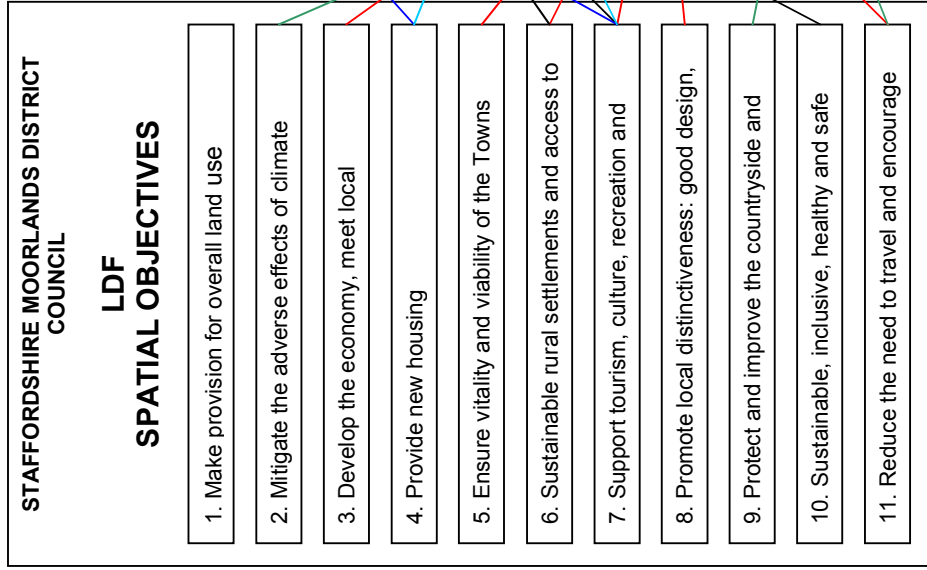 STAFFORDSHIRE MOORLANDS DISTRICT
COUNCIL
LDF
SPATIAL OBJECTIVES
1. Make provision for overall land use
2. Mitigate the adverse effects of climate
3. Develop the economy, meet local
4. Provide new housing
5. Ensure vitality and viability of the Towns
6. Sustainable rural settlements and access to
7. Support tourism, culture, recreation and
8. Promote local distinctiveness: good design,
9. Protect and improve the countryside and
10. Sustainable, inclusive, healthy and safe
11. Reduce the need to travel and encourage